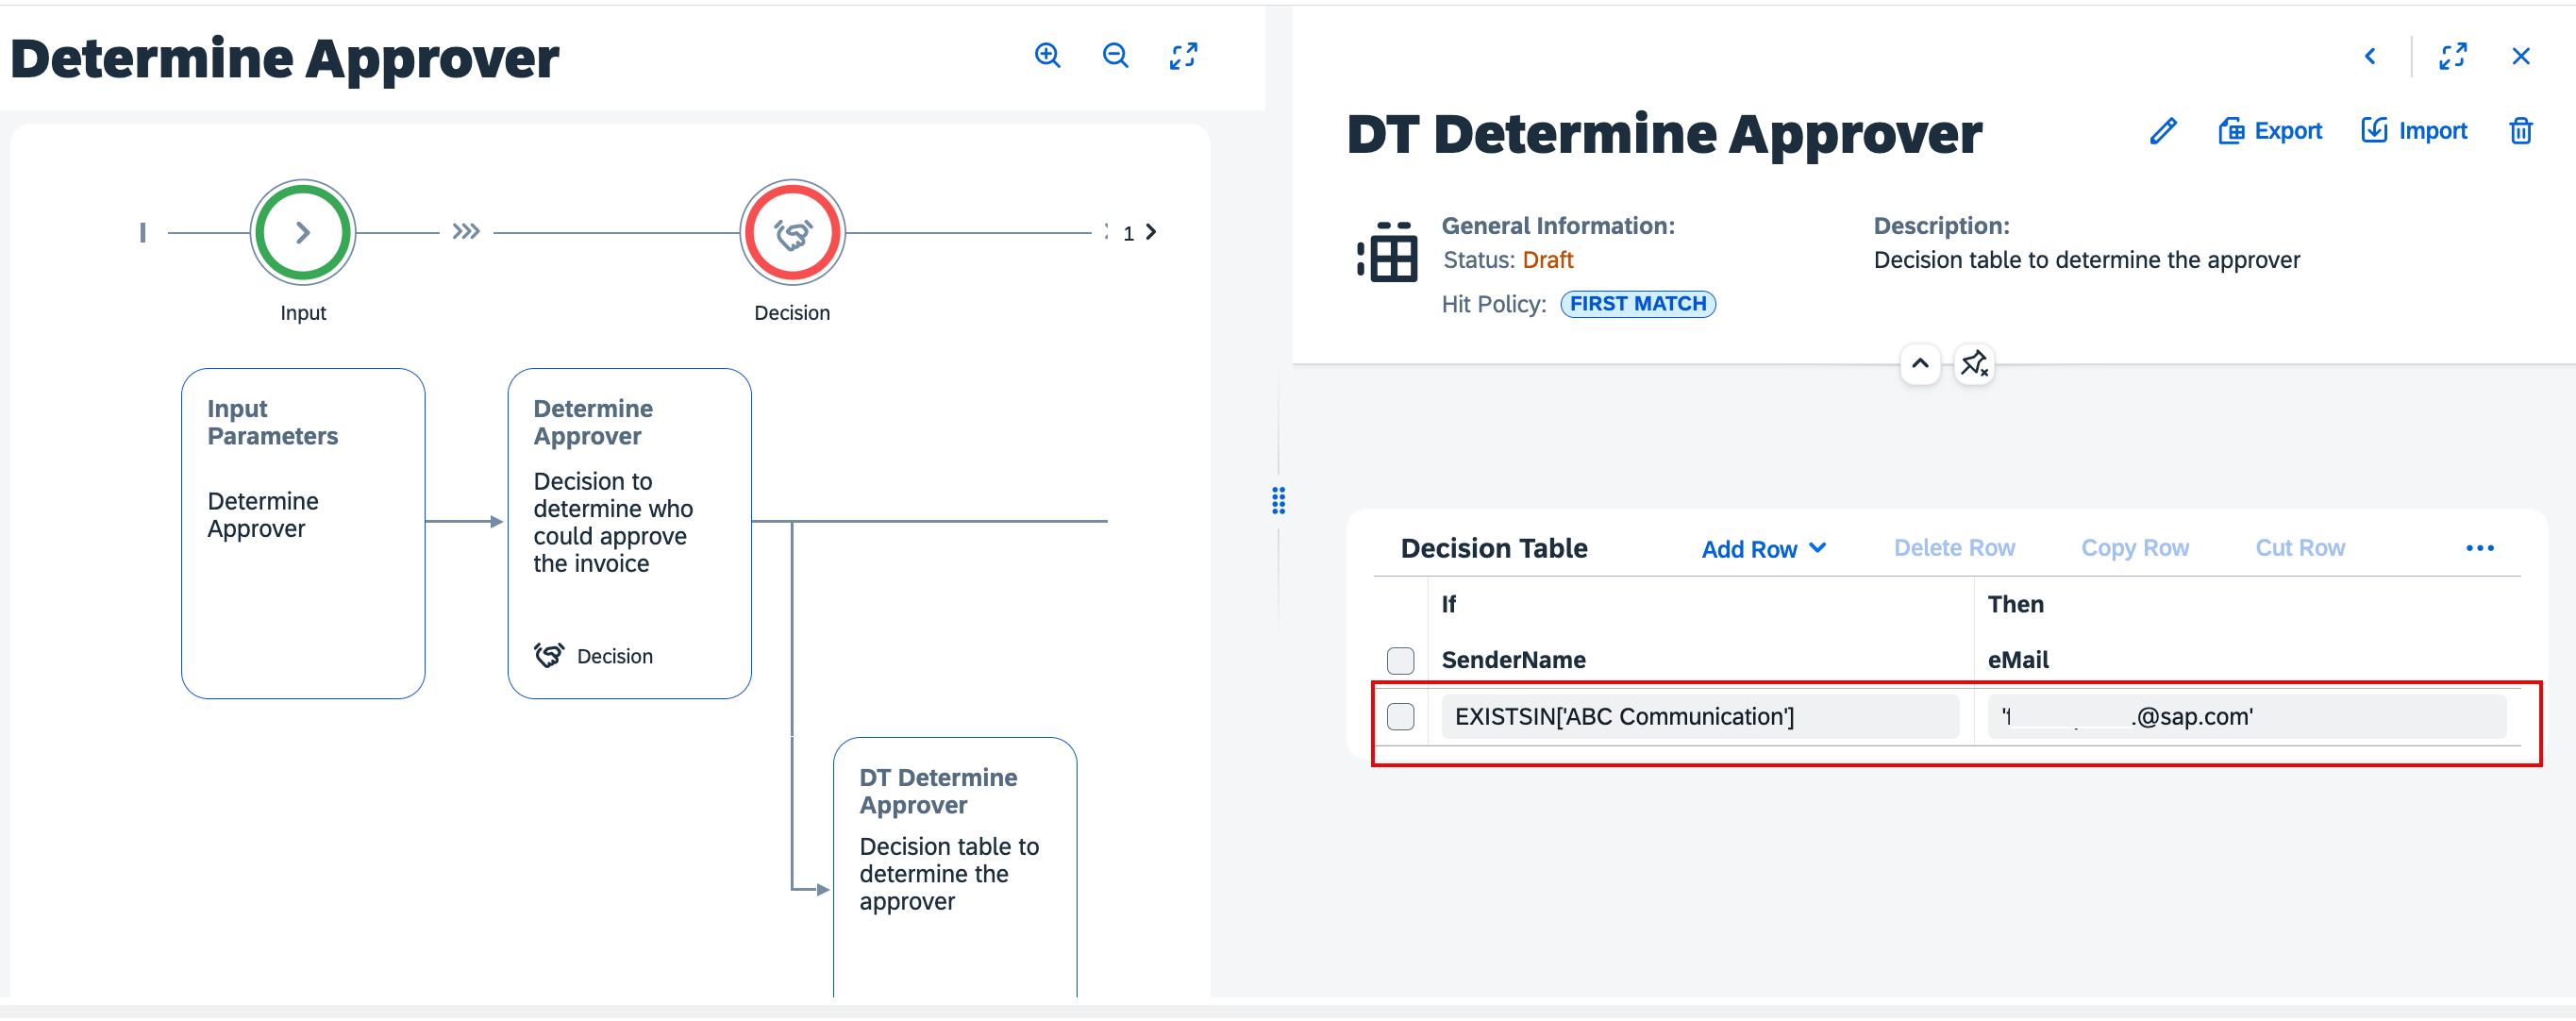 Determine Approver
1
Input
Decision
Input
Parameters
Determine
Approver
Determine
Approver
Decision to
determine who
could approve
the invoice
Decision
DT Determine
Approver
Decision table to
determine the
approver
DT Determine Approver
Export
Import
General Information:
Status: Draft
Hit Policy: FIRST MATCH
Description:
Decision table to determine the approver
Decision Table
Add Row
Delete Row
Copy Row
Cut Row
If
Then
SenderName
eMail
EXISTSIN['ABC Communication']
.@sap.com'